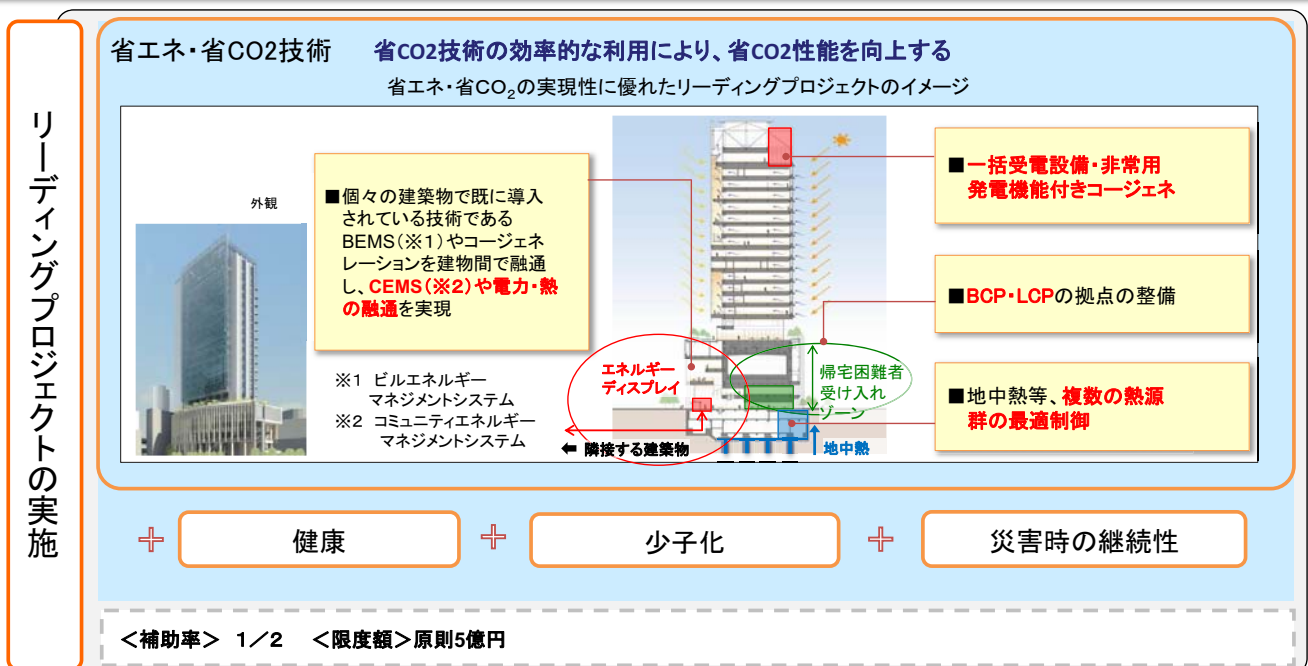 リーディングプロジェクトの実施
省エネ・省CO2技術 省CO2技術の効率的な利用により、省CO2性能を向上する
省エネ・省CO₂の実現性に優れたリーディングプロジェクトのイメージ
外観
■個々の建築物で既に導入
されている技術である
BEMS(※1)やコージェネ
レーションを建物間で融通
し、CEMS(※2)や電力・熱
の融通を実現
※1 ビルエネルギー
マネジメントシステム
※2 コミュニティエネルギー
マネジメントシステム
エネルギー
ディスプレイ
⬅ 隣接する建築物
帰宅困難者
受け入れ
ゾーン
地中熱
■一括受電設備・非常用
発電機能付きコージェネ
■BCP・LCPの拠点の整備
■地中熱等、複数の熱源
群の最適制御
健康
少子化
災害時の継続性
<補助率> 1/2 <限度額>原則5億円